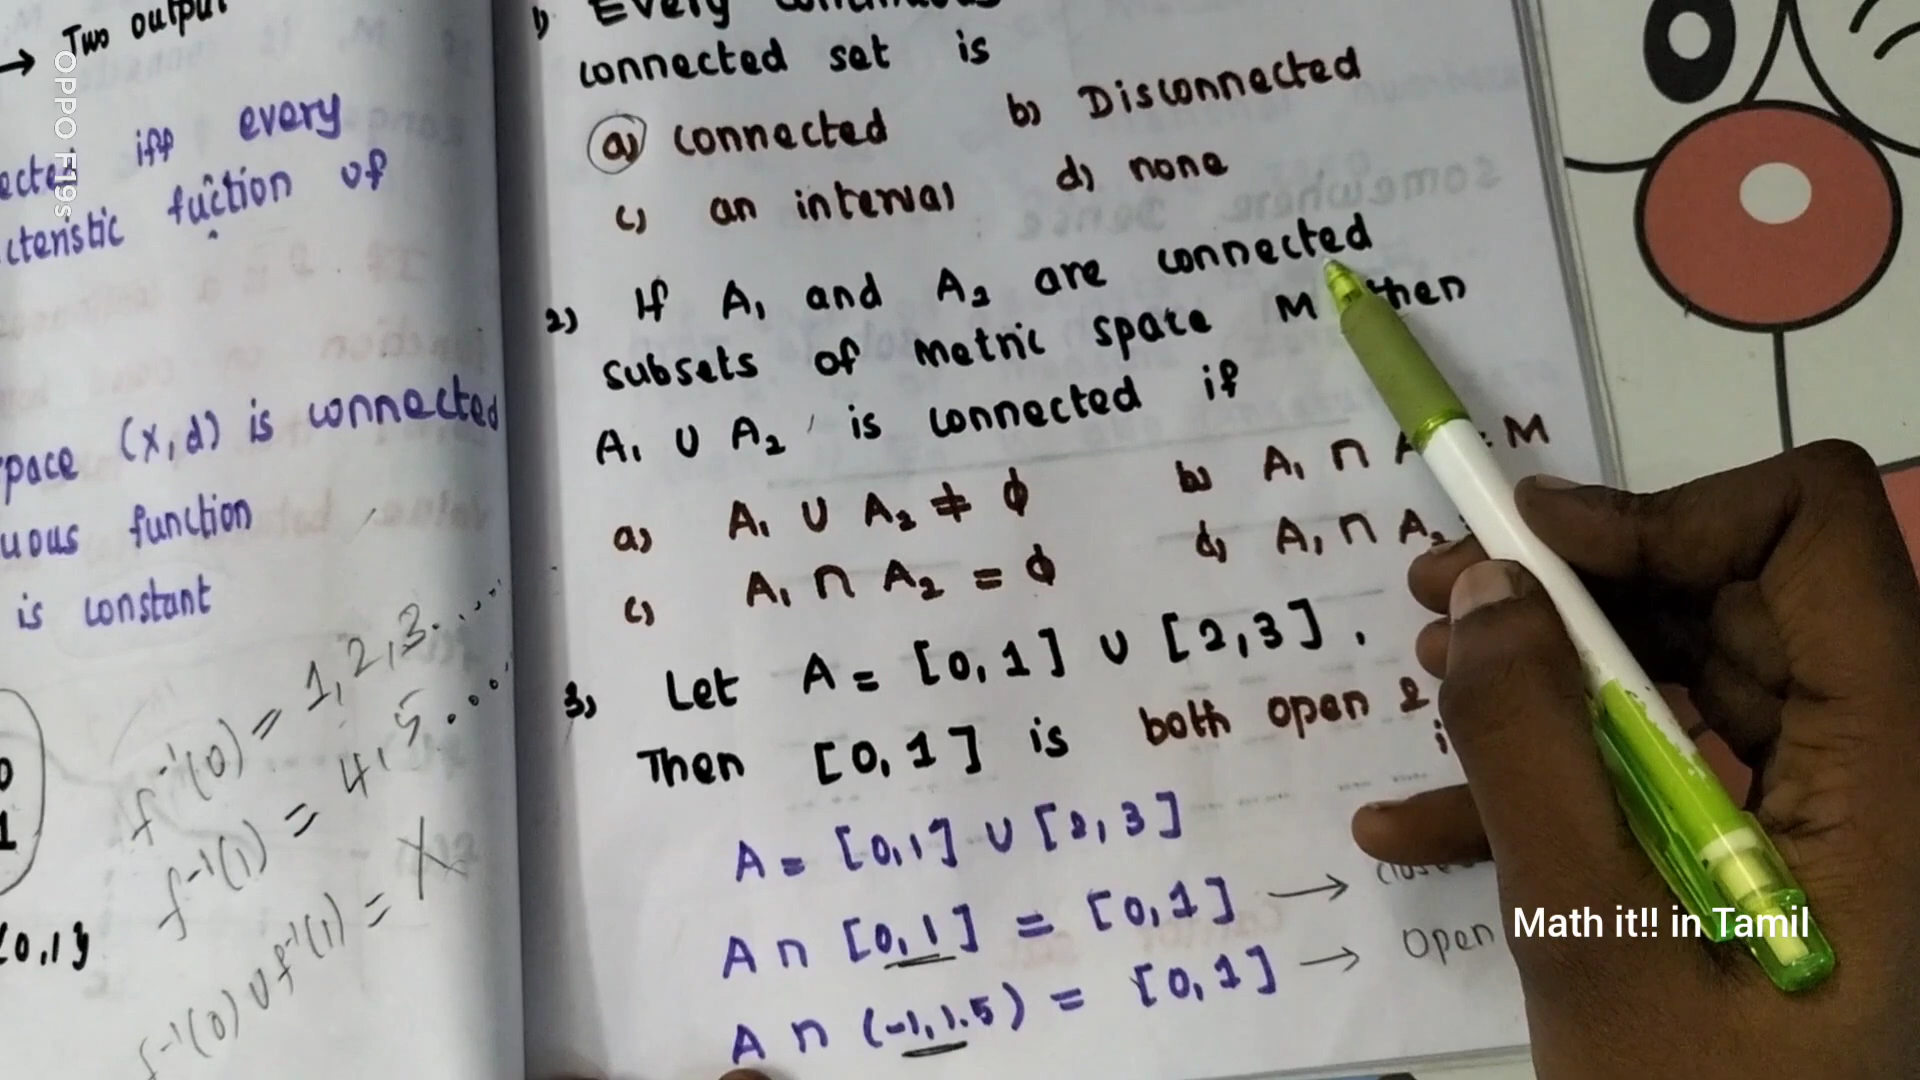 → Two output
iff every
fuction of
(X,d) is connected
function
is constant
f⁻¹(0) = 1,2,3....
f⁻¹(1) = 4,5....
f⁻¹(0) ∪ f⁻¹(1) = X
{0,1}
1) Every
connected set is
a) connected b) Disconnected
c) an interval d) none
2) If A₁ and A₂ are connected
subsets of metric space M then
A₁ ∪ A₂ is connected if
a) A₁ ∪ A₂ ≠ ϕ b) A₁ ∩ = M
c) A₁ ∩ A₂ = ϕ d) A₁ ∩ A₂
3) Let A = [0,1] ∪ [2,3].
Then [0,1] is both open &
A = [0,1] ∪ [2,3]
A ∩ [0,1] = [0,1] →
A ∩ (-1,1.5) = [0,1] → Open
Math it!! in Tamil
OPPO F19s